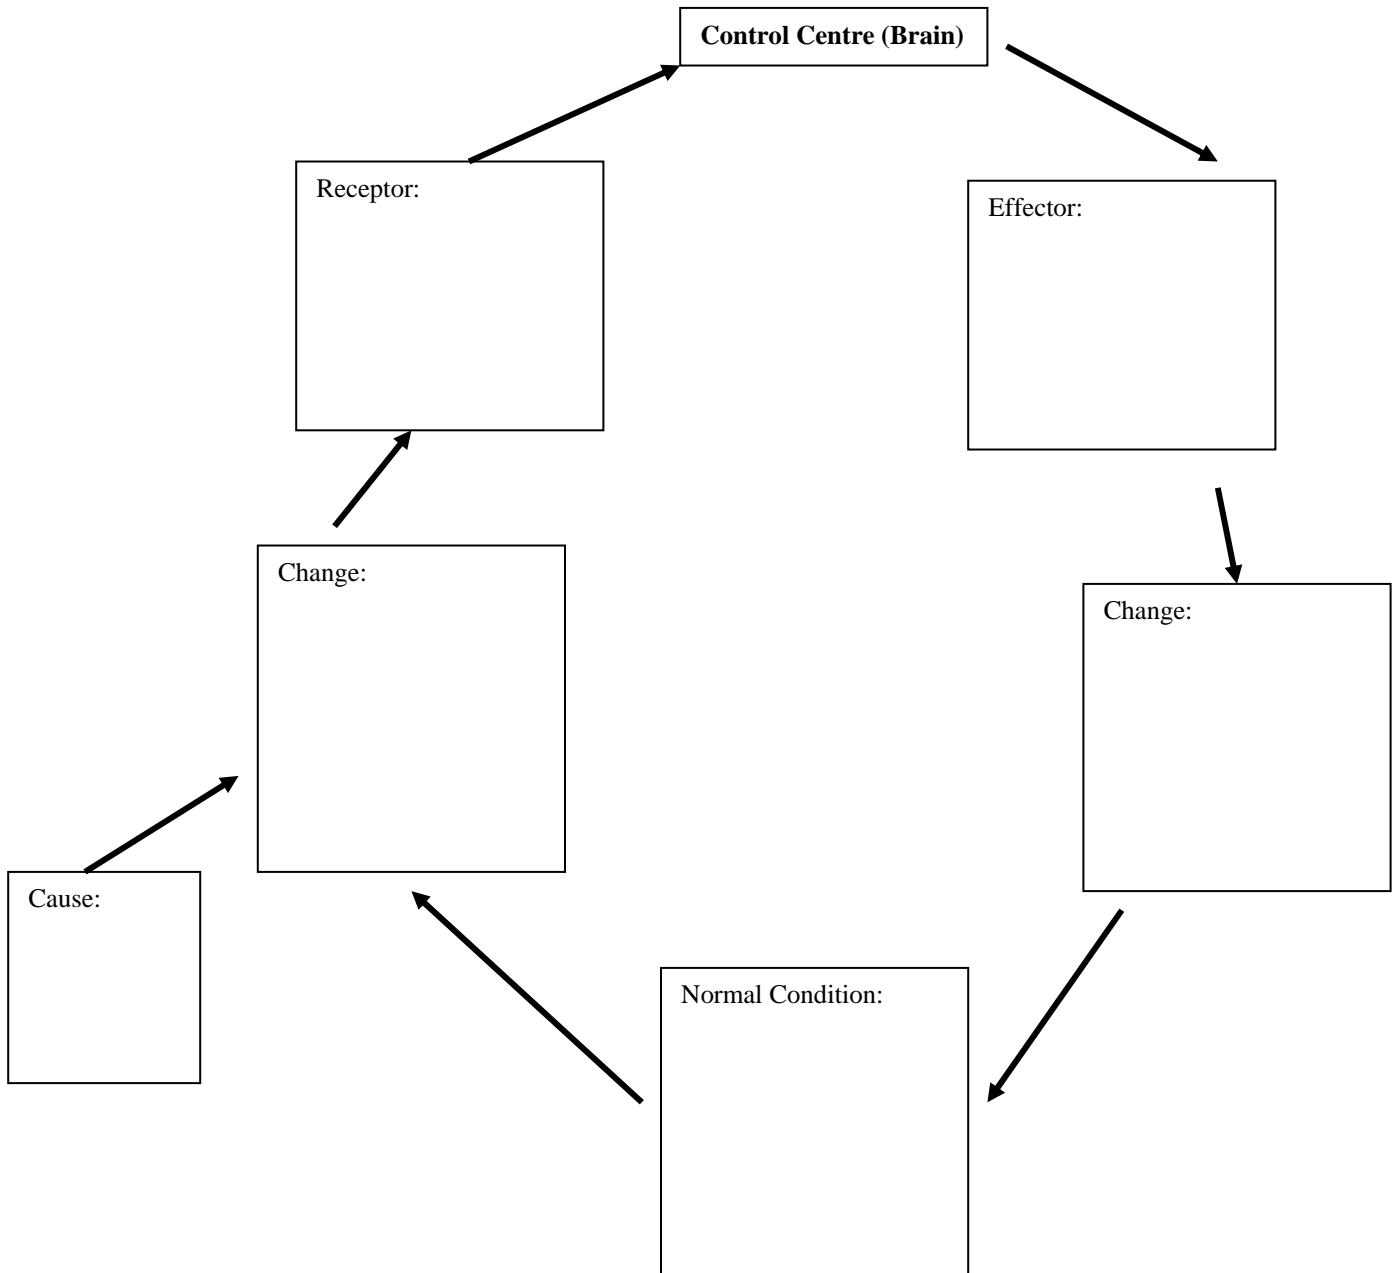 Control Centre (Brain)
Receptor:
Effector:
Change:
Change:
Cause:
Normal Condition: